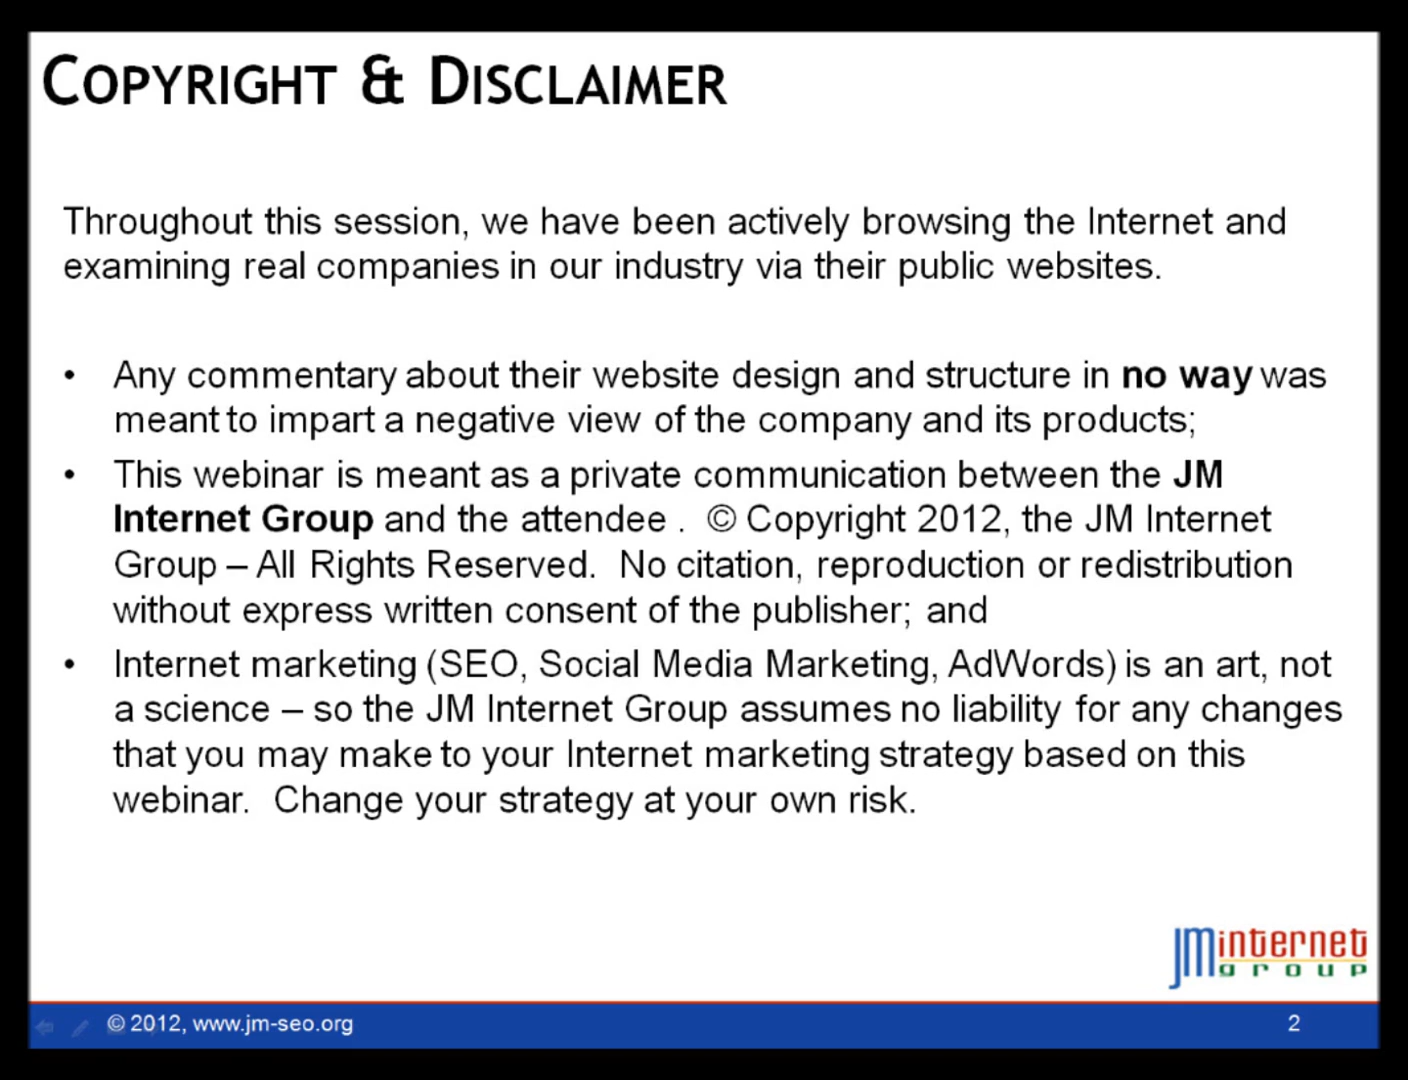 COPYRIGHT & DISCLAIMER
Throughout this session, we have been actively browsing the Internet and
examining real companies in our industry via their public websites.
• Any commentary about their website design and structure in no way was
meant to impart a negative view of the company and its products;
• This webinar is meant as a private communication between the JM
Internet Group and the attendee . © Copyright 2012, the JM Internet
Group – All Rights Reserved. No citation, reproduction or redistribution
without express written consent of the publisher; and
• Internet marketing (SEO, Social Media Marketing, AdWords) is an art, not
a science – so the JM Internet Group assumes no liability for any changes
that you may make to your Internet marketing strategy based on this
webinar. Change your strategy at your own risk.
JMinternet
group
© 2012, www.jm-seo.org
2